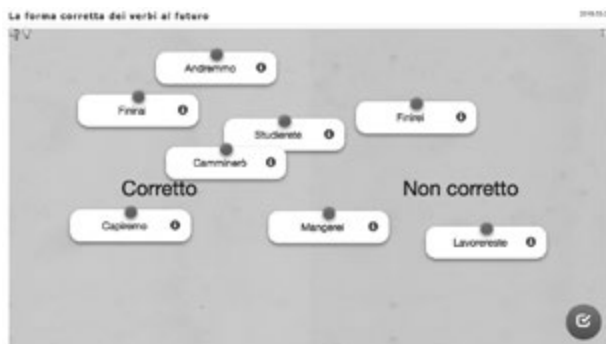 La forma corretta dei verbi al futuro
Andremmo
Finirai
Finirei
Studierete
Camminerò
Corretto
Non corretto
Capiremo
Mangerei
Lavorereste